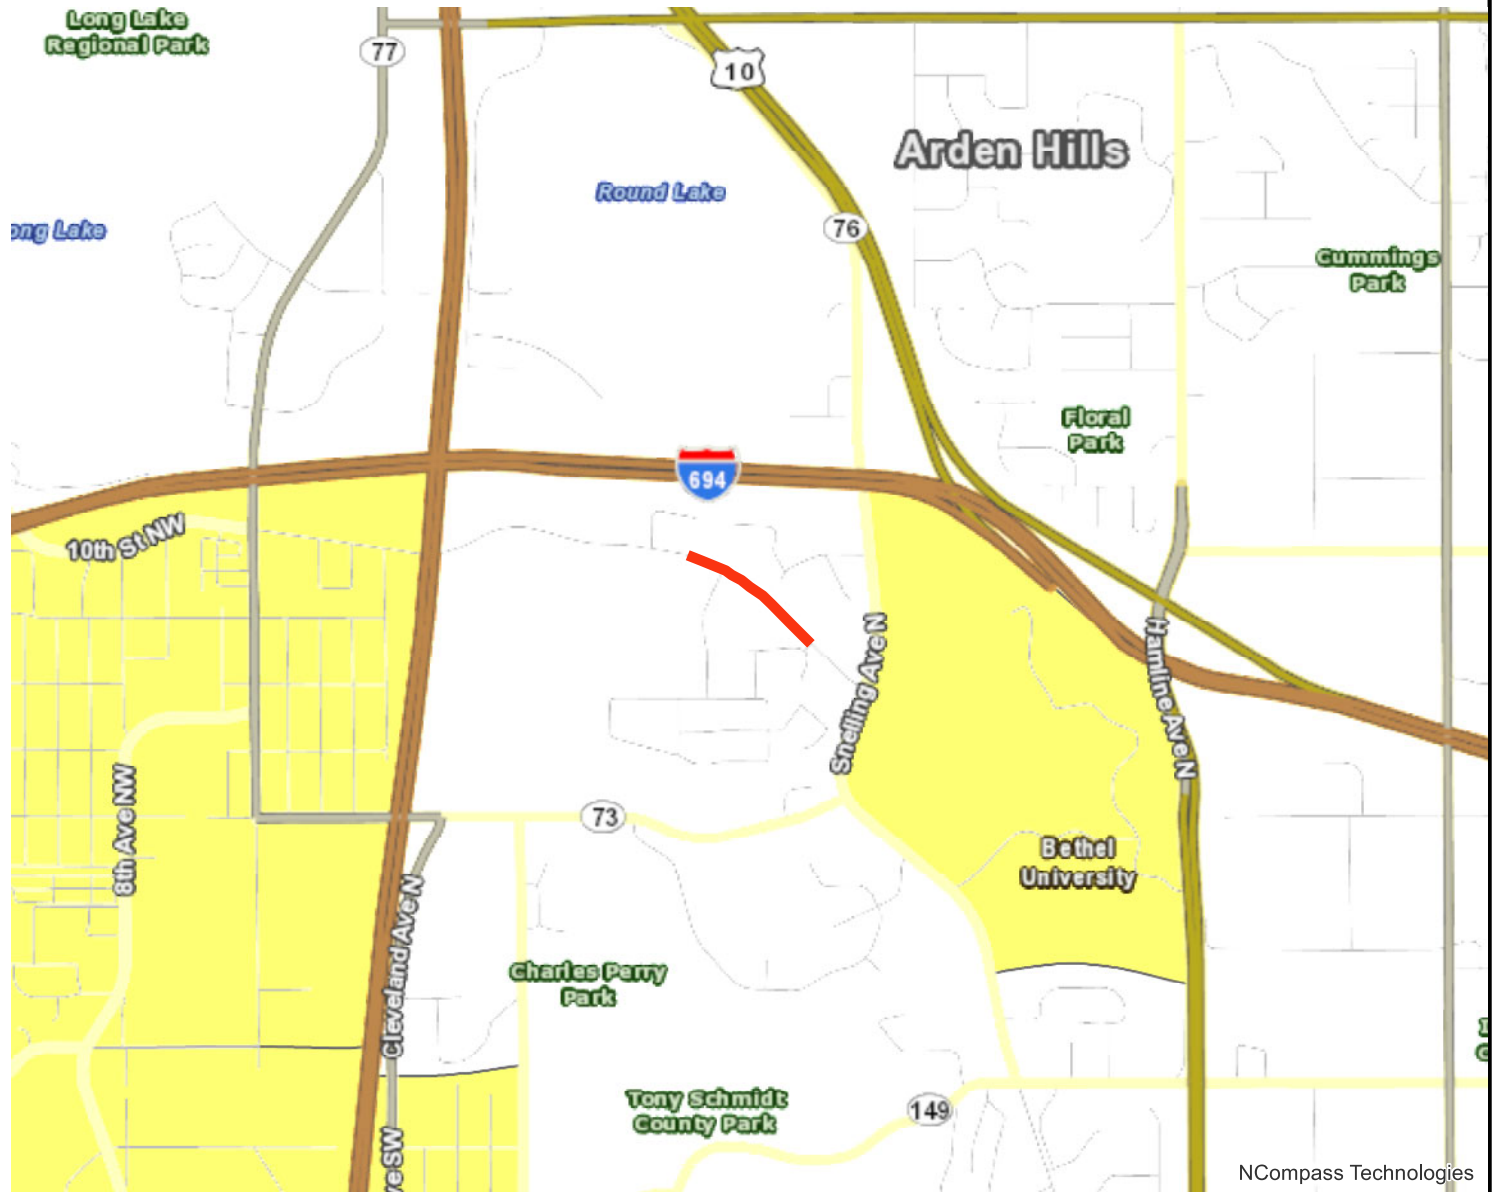 Long Lake
Regional Park
77
10
Arden Hills
Round Lake
76
ong Lake
Cummings
Park
Floral
Park
694
10th St NW
Snelling Ave N
Hamline Ave N
8th Ave NW
73
Bethel
University
Cleveland Ave N
Charles Perry
Park
Tony Schmidt
County Park
149
ve SW
NCompass Technologies